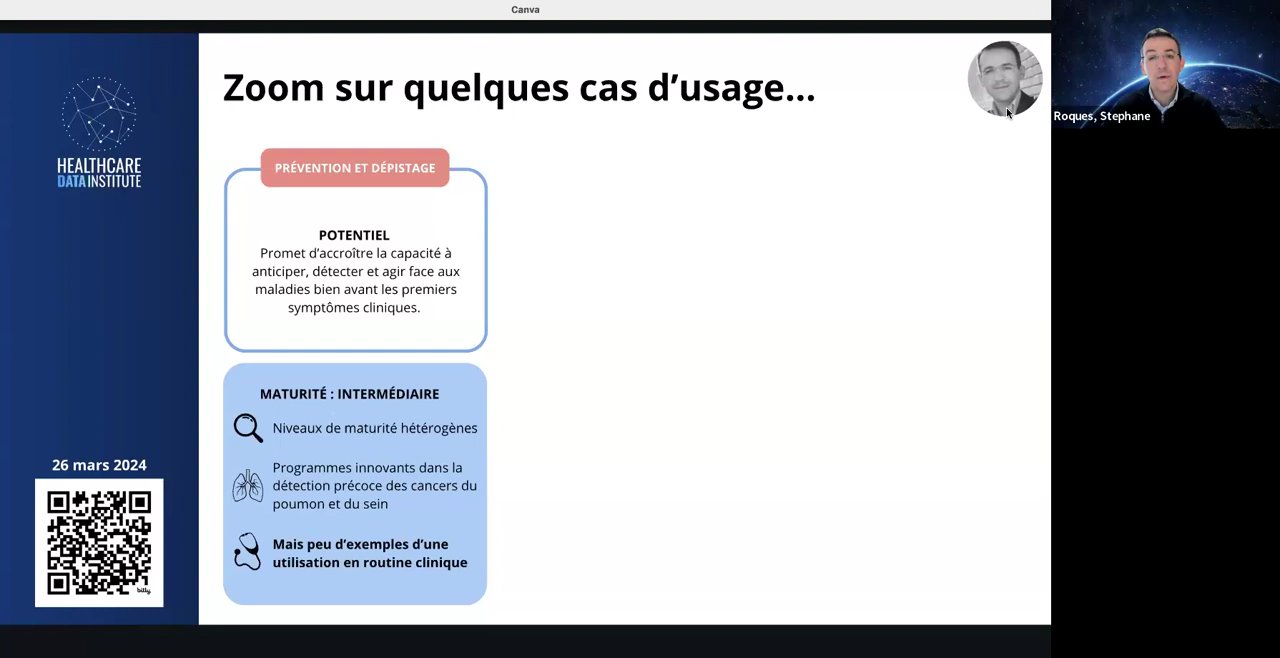 Canva
Zoom sur quelques cas d’usage...
Roques, Stephane
HEALTHCARE
DATA INSTITUTE
PRÉVENTION ET DÉPISTAGE
POTENTIEL
Promet d’accroître la capacité à
anticiper, détecter et agir face aux
maladies bien avant les premiers
symptômes cliniques.
MATURITÉ : INTERMÉDIAIRE
Niveaux de maturité hétérogènes
Programmes innovants dans la
détection précoce des cancers du
poumon et du sein
Mais peu d’exemples d’une
utilisation en routine clinique
26 mars 2024
bitly